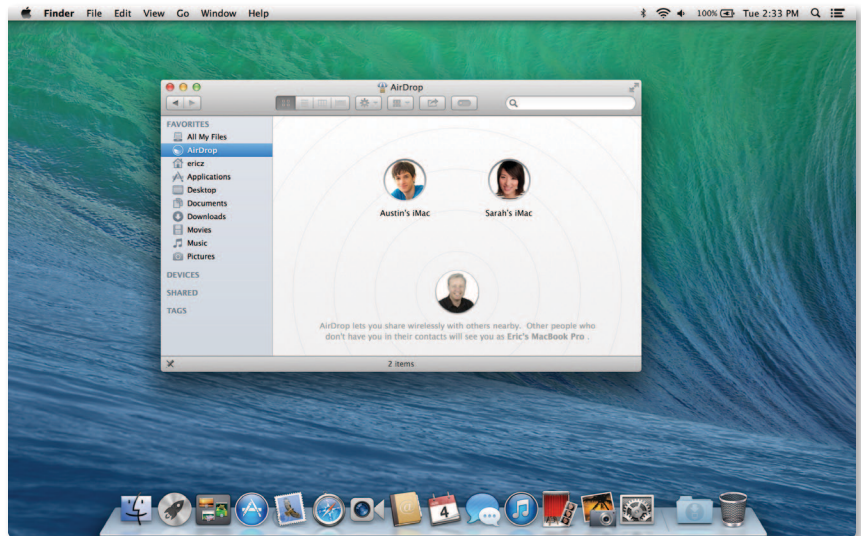 Finder File Edit View Go Window Help
100% Tue 2:33 PM
AirDrop
FAVORITES
All My Files
AirDrop
ericz
Applications
Desktop
Documents
Downloads
Movies
Music
Pictures
DEVICES
SHARED
TAGS
Austin's iMac
Sarah's iMac
AirDrop lets you share wirelessly with others nearby. Other people who
don't have you in their contacts will see you as Eric's MacBook Pro .
2 items
4